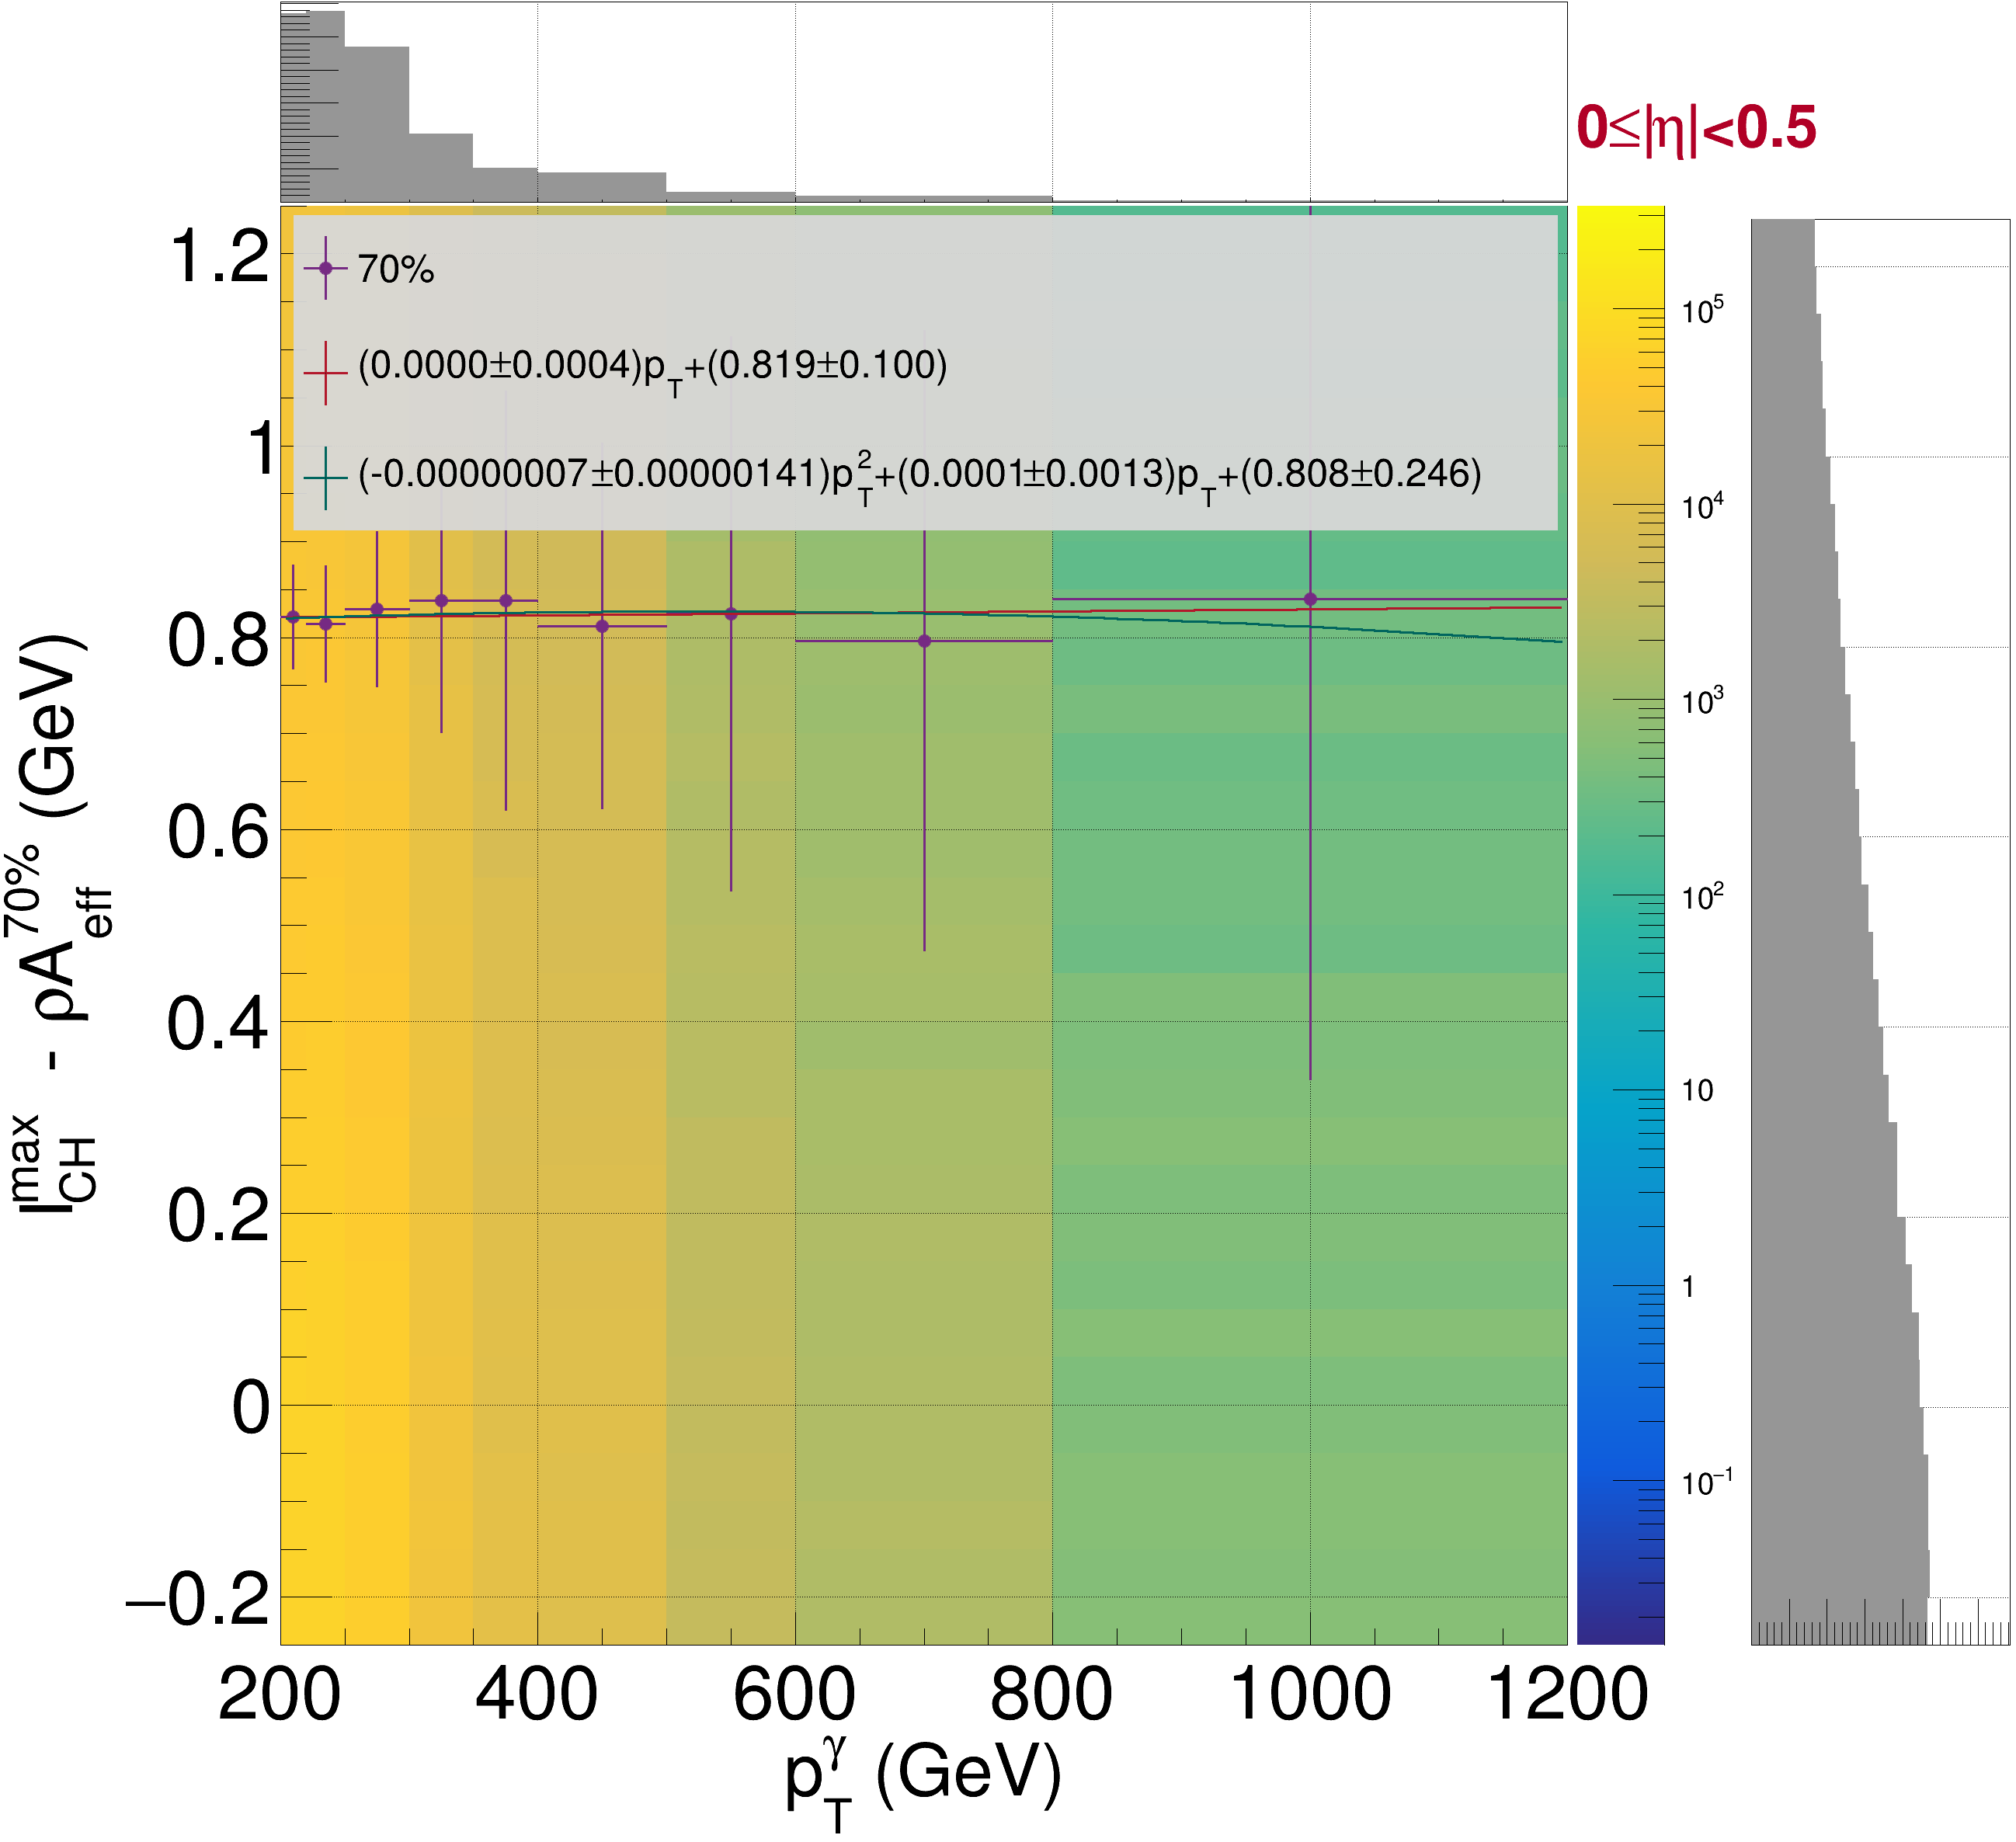 0≤|η|<0.5
70%
(0.0000±0.0004)p_T+(0.819±0.100)
(-0.00000007±0.00000141)p_T^2+(0.0001±0.0013)p_T+(0.808±0.246)
1.2
1
0.8
0.6
0.4
0.2
0
−0.2
I_CH^max - ρA_eff^70% (GeV)
200 400 600 800 1000 1200
p_T^γ (GeV)
10^5
10^4
10^3
10^2
10
1
10^−1